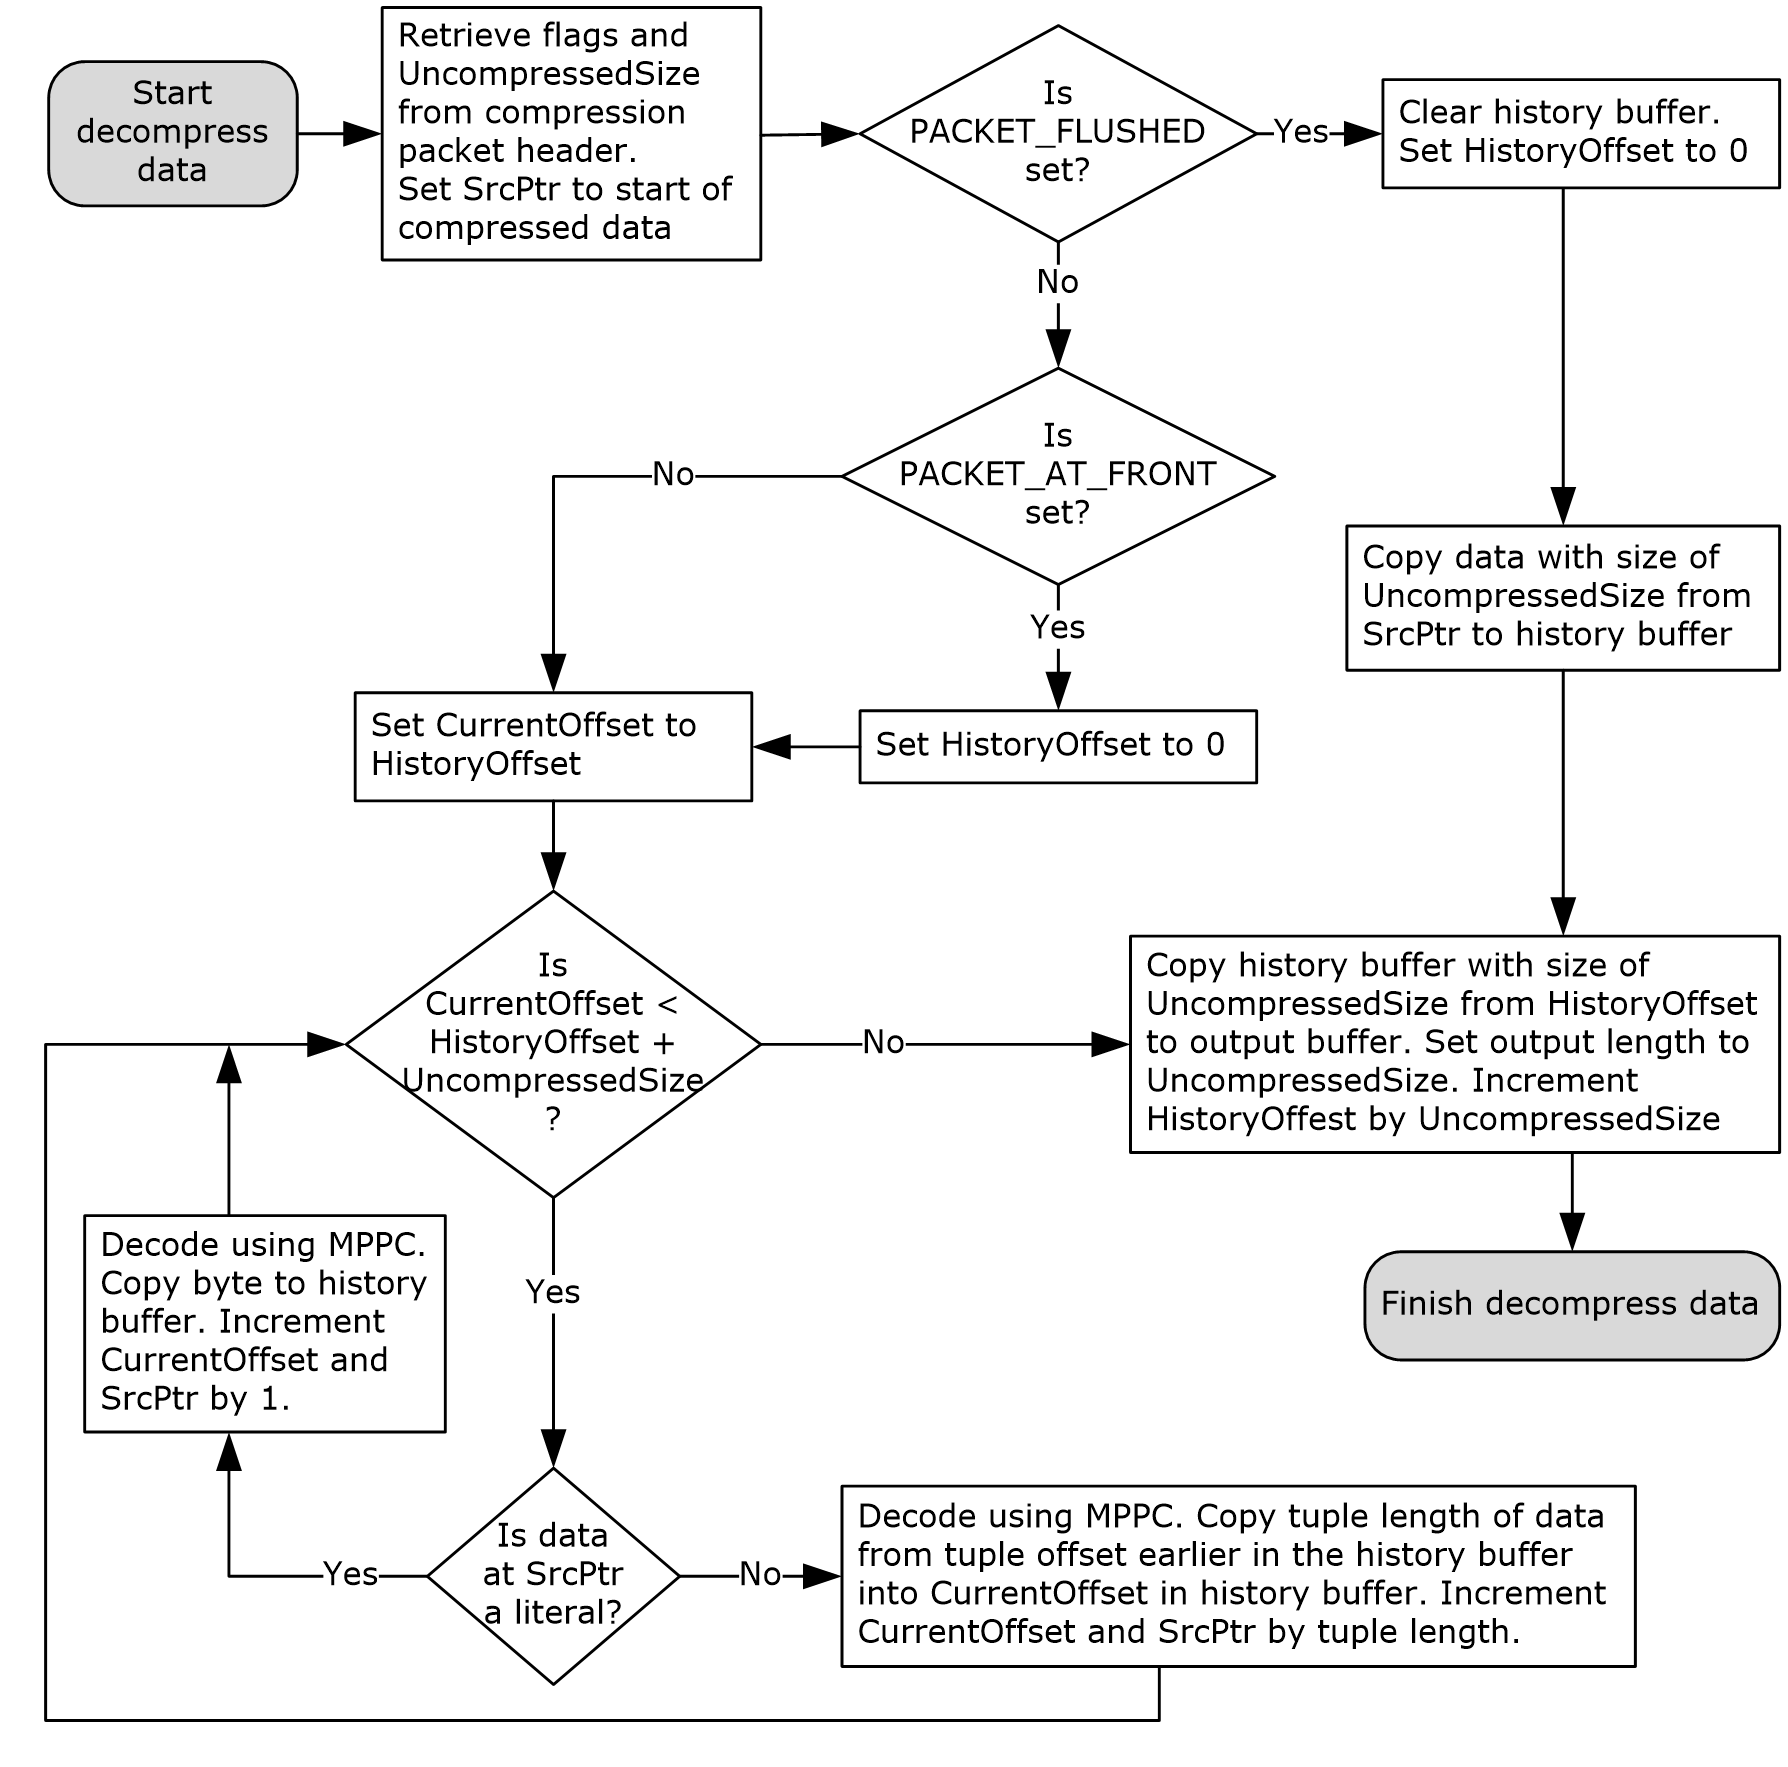 Start
decompress
data
Retrieve flags and
UncompressedSize
from compression
packet header.
Set SrcPtr to start of
compressed data
Is
PACKET_FLUSHED
set?
Yes
Clear history buffer.
Set HistoryOffset to 0
No
Is
PACKET_AT_FRONT
set?
No
Yes
Copy data with size of
UncompressedSize from
SrcPtr to history buffer
Set CurrentOffset to
HistoryOffset
Set HistoryOffset to 0
Is
CurrentOffset <
HistoryOffset +
UncompressedSize
?
No
Copy history buffer with size of
UncompressedSize from HistoryOffset
to output buffer. Set output length to
UncompressedSize. Increment
HistoryOffest by UncompressedSize
Decode using MPPC.
Copy byte to history
buffer. Increment
CurrentOffset and
SrcPtr by 1.
Yes
Finish decompress data
Is data
at SrcPtr
a literal?
Yes
No
Decode using MPPC. Copy tuple length of data
from tuple offset earlier in the history buffer
into CurrentOffset in history buffer. Increment
CurrentOffset and SrcPtr by tuple length.